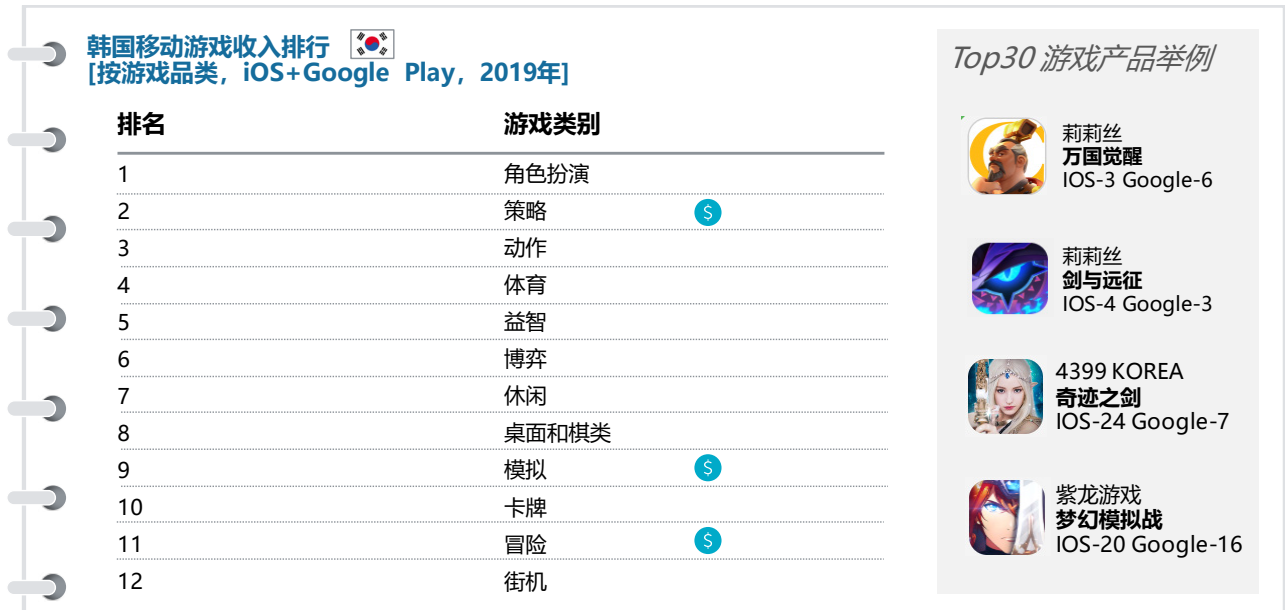 韩国移动游戏收入排行
[按游戏品类，iOS+Google Play，2019年]
排名 游戏类别
1 角色扮演
2 策略 $
3 动作
4 体育
5 益智
6 博弈
7 休闲
8 桌面和棋类
9 模拟 $
10 卡牌
11 冒险 $
12 街机
Top30 游戏产品举例
莉莉丝
万国觉醒
IOS-3 Google-6
莉莉丝
剑与远征
IOS-4 Google-3
4399 KOREA
奇迹之剑
IOS-24 Google-7
紫龙游戏
梦幻模拟战
IOS-20 Google-16